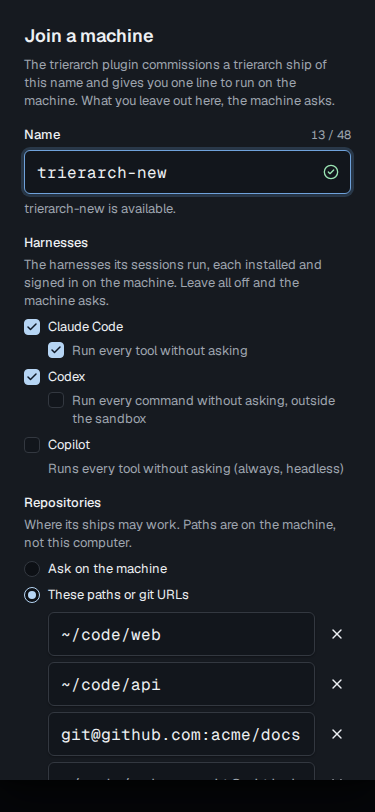 Join a machine
The trierarch plugin commissions a trierarch ship of
this name and gives you one line to run on the
machine. What you leave out here, the machine asks.
Name 13 / 48
trierarch-new
trierarch-new is available.
Harnesses
The harnesses its sessions run, each installed and
signed in on the machine. Leave all off and the
machine asks.
Claude Code
Run every tool without asking
Codex
Run every command without asking, outside
the sandbox
Copilot
Runs every tool without asking (always, headless)
Repositories
Where its ships may work. Paths are on the machine,
not this computer.
Ask on the machine
These paths or git URLs
~/code/web
~/code/api
git@github.com:acme/docs